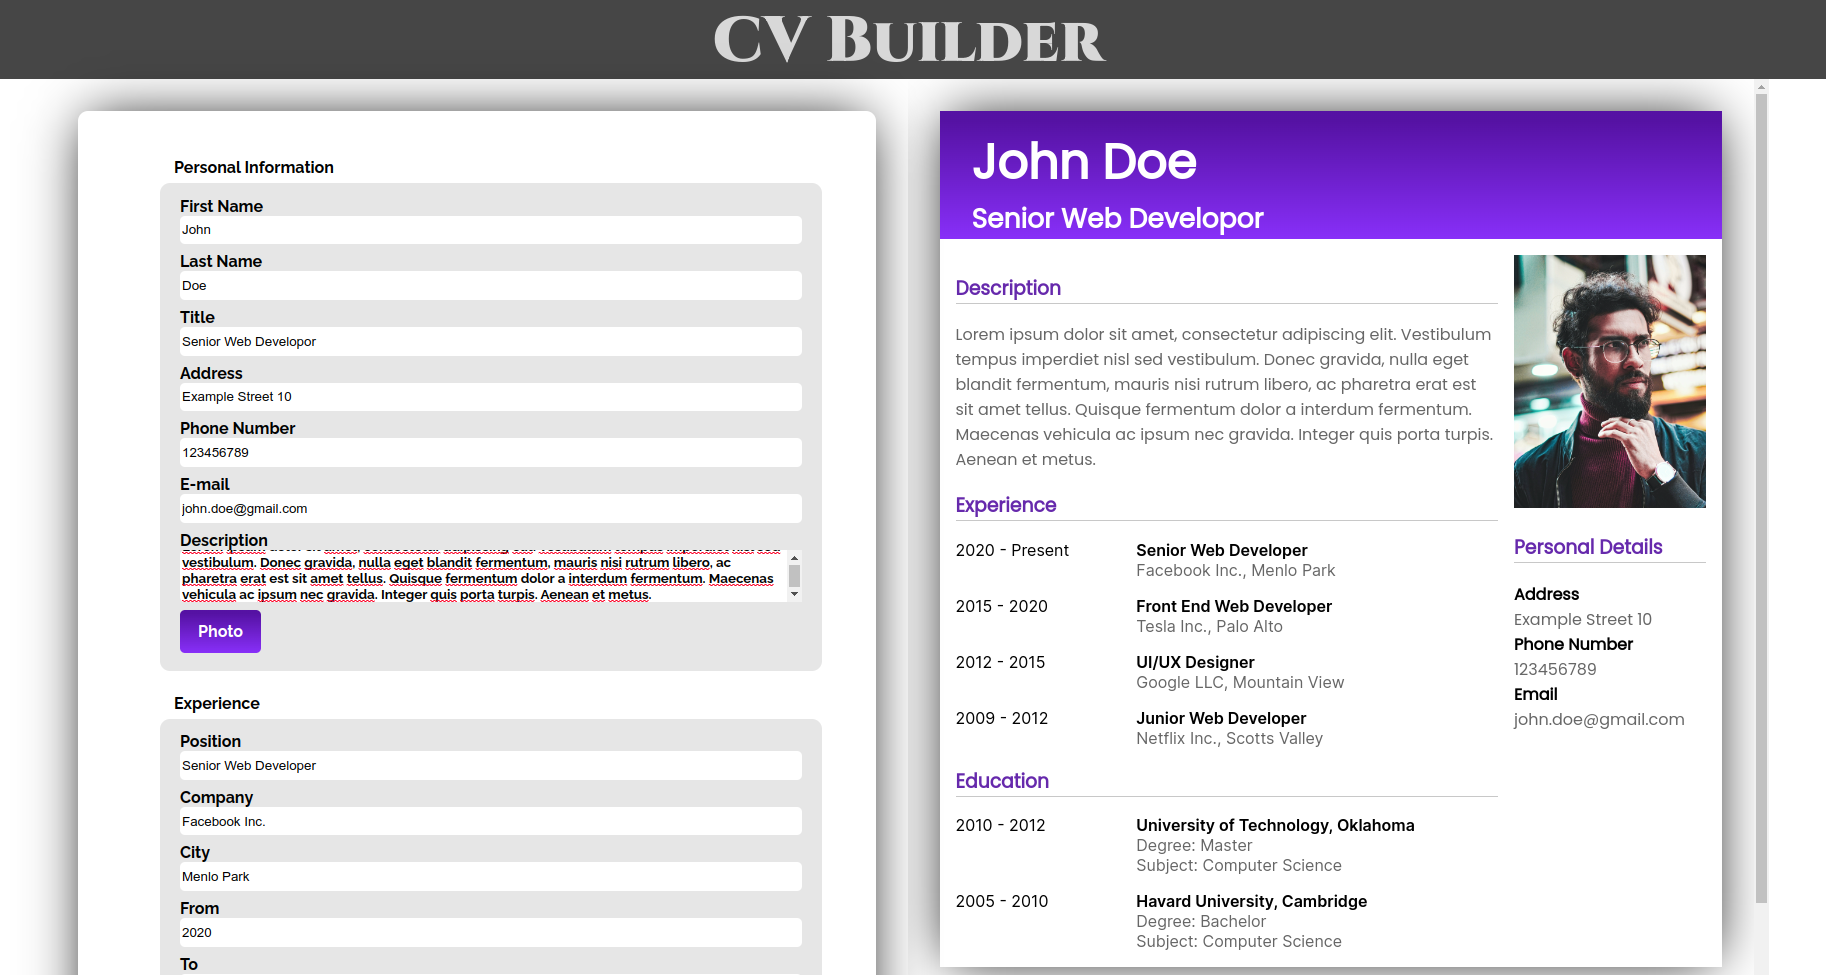 CV Builder
Personal Information
First Name
John
Last Name
Doe
Title
Senior Web Developor
Address
Example Street 10
Phone Number
123456789
E-mail
john.doe@gmail.com
Description
vestibulum. Donec gravida, nulla eget blandit fermentum, mauris nisi rutrum libero, ac
pharetra erat est sit amet tellus. Quisque fermentum dolor a interdum fermentum. Maecenas
vehicula ac ipsum nec gravida. Integer quis porta turpis. Aenean et metus.
Photo
Experience
Position
Senior Web Developer
Company
Facebook Inc.
City
Menlo Park
From
2020
To
John Doe
Senior Web Developor
Description
Lorem ipsum dolor sit amet, consectetur adipiscing elit. Vestibulum
tempus imperdiet nisl sed vestibulum. Donec gravida, nulla eget
blandit fermentum, mauris nisi rutrum libero, ac pharetra erat est
sit amet tellus. Quisque fermentum dolor a interdum fermentum.
Maecenas vehicula ac ipsum nec gravida. Integer quis porta turpis.
Aenean et metus.
Experience
2020 - Present
Senior Web Developer
Facebook Inc., Menlo Park
2015 - 2020
Front End Web Developer
Tesla Inc., Palo Alto
2012 - 2015
UI/UX Designer
Google LLC, Mountain View
2009 - 2012
Junior Web Developer
Netflix Inc., Scotts Valley
Education
2010 - 2012
University of Technology, Oklahoma
Degree: Master
Subject: Computer Science
2005 - 2010
Havard University, Cambridge
Degree: Bachelor
Subject: Computer Science
Personal Details
Address
Example Street 10
Phone Number
123456789
Email
john.doe@gmail.com